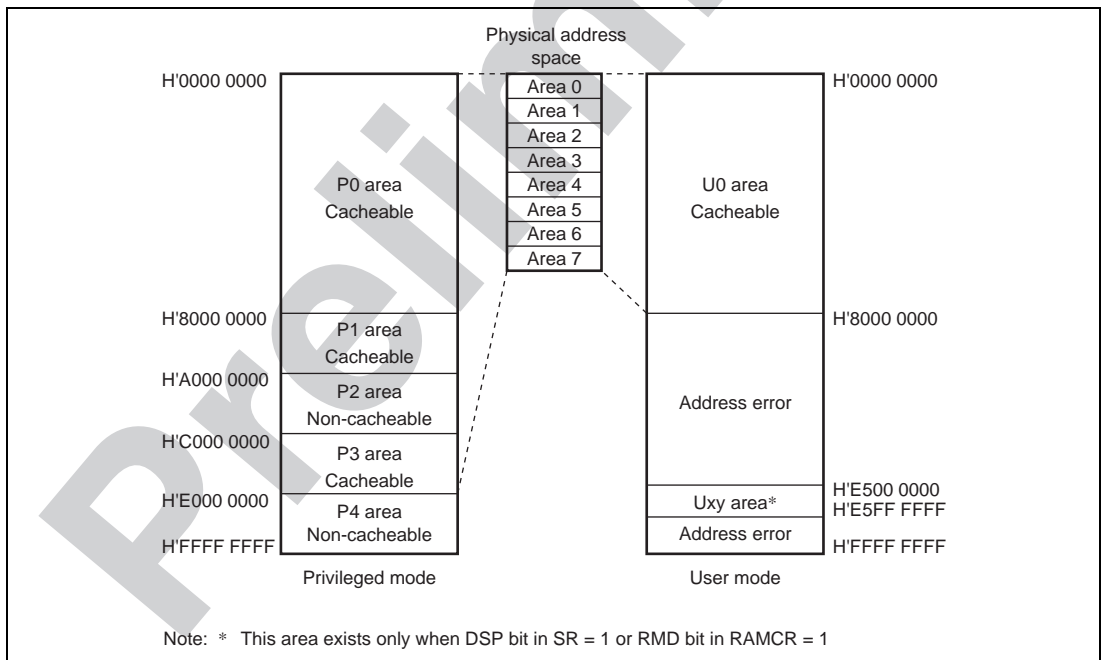 Physical address
space
H'0000 0000
H'0000 0000
Area 0
Area 1
Area 2
Area 3
Area 4
Area 5
Area 6
Area 7
P0 area
Cacheable
U0 area
Cacheable
H'8000 0000
H'8000 0000
P1 area
Cacheable
H'A000 0000
P2 area
Non-cacheable
Address error
H'C000 0000
P3 area
Cacheable
H'E000 0000
P4 area
Non-cacheable
H'E500 0000
Uxy area*
H'E5FF FFFF
Address error
H'FFFF FFFF
H'FFFF FFFF
Privileged mode
User mode
Note: * This area exists only when DSP bit in SR = 1 or RMD bit in RAMCR = 1
Prelim